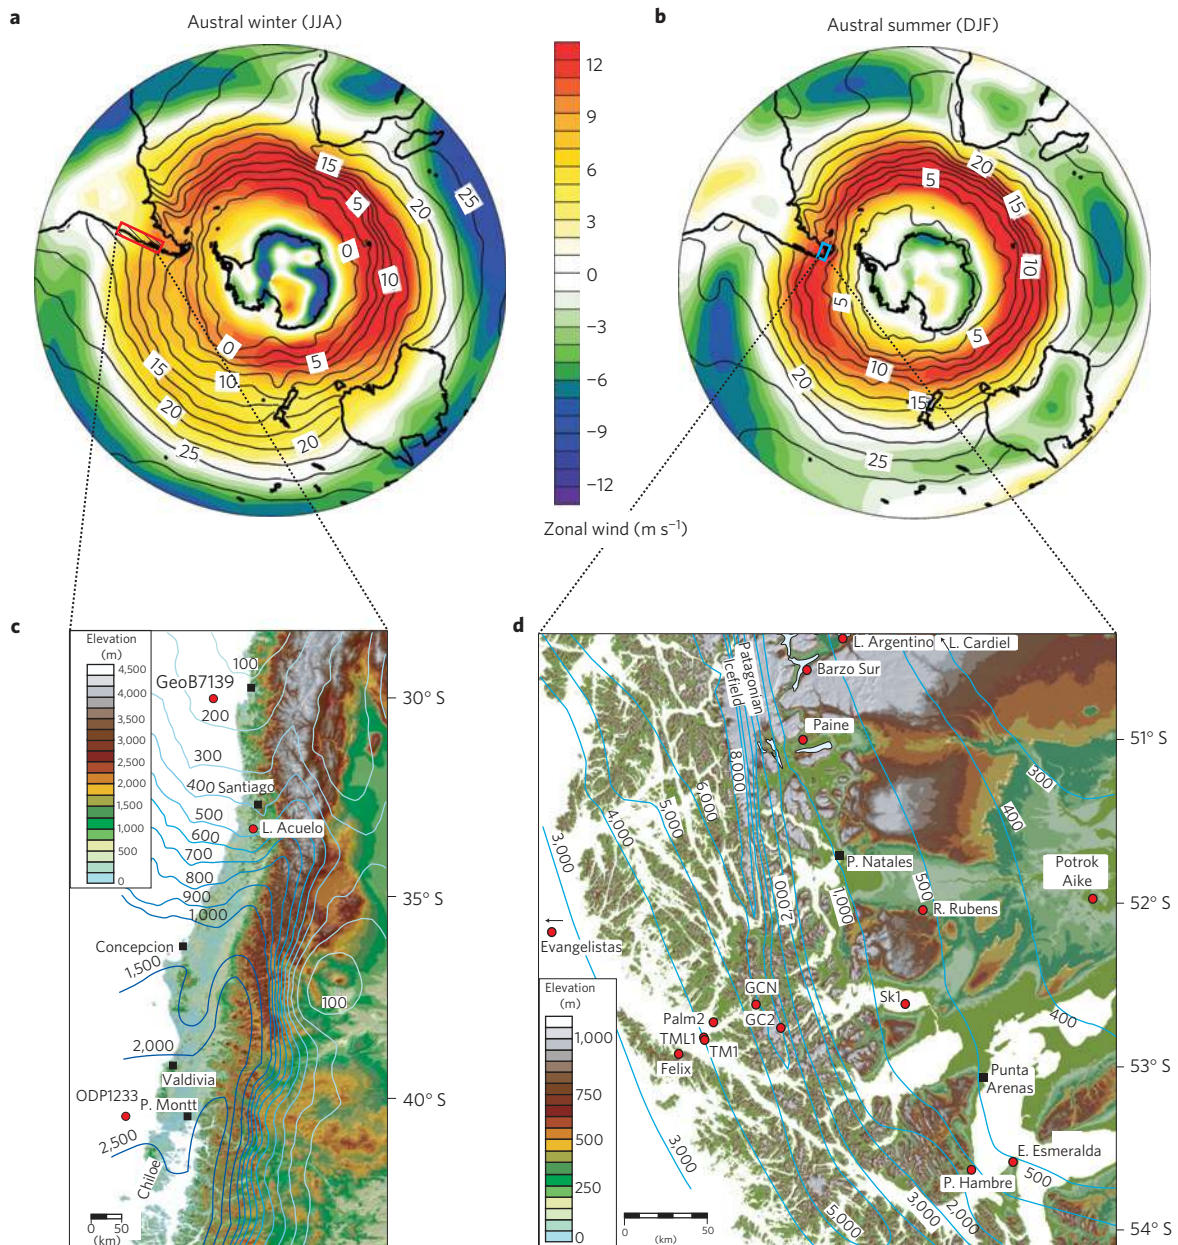 a
Austral winter (JJA)
b
Austral summer (DJF)
15
5
20
25
0
10
0
5
15
10
20
20
25
12
9
6
3
0
−3
−6
−9
−12
Zonal wind (m s−1)
20
5
15
10
5
5
10
20
15
25
c
Elevation
(m)
4,500
4,000
3,500
3,000
2,500
2,000
1,500
1,000
500
0
100
GeoB7139
200
300
400
Santiago
500
600
L. Acuelo
700
800
900
1,000
Concepcion
1,500
100
2,000
Valdivia
ODP1233
P. Montt
2,500
Chiloe
0 50
(km)
30° S
35° S
40° S
d
Patagonian
Icefield
L. Argentino
L. Cardiel
Barzo Sur
Paine
8,000
6,000
5,000
4,000
3,000
300
400
P. Natales
Potrok
Aike
500
R. Rubens
1,000
2,000
Evangelistas
GCN
Sk1
Palm2
GC2
TML1
TM1
Felix
400
Punta
Arenas
E. Esmeralda
500
P. Hambre
3,000
2,000
3,000
5,000
Elevation
(m)
1,000
750
500
250
0
0 50
(km)
51° S
52° S
53° S
54° S